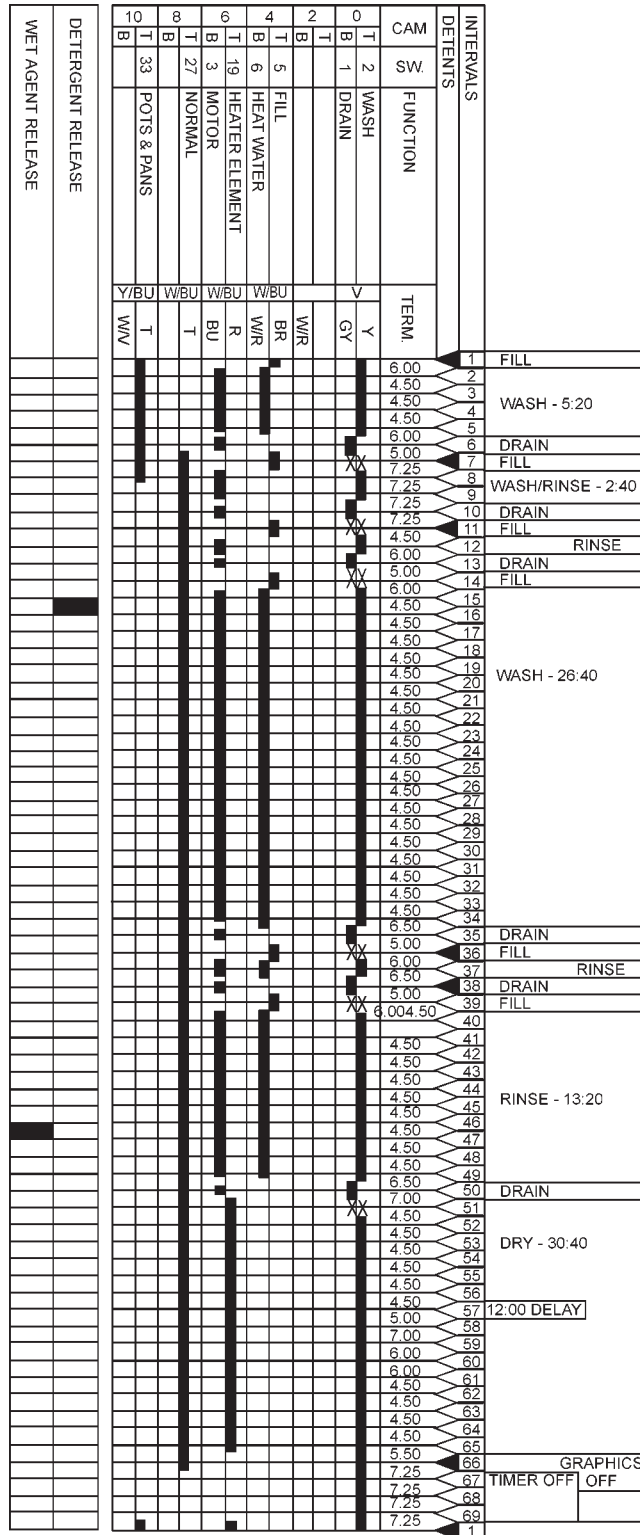 INTERVALS
DETENTS
CAM SW. FUNCTION TERM.
0 T 2 WASH V Y
B 1 DRAIN GY
2 T
B W/R
4 T 5 FILL W/BU BR
B 6 HEAT WATER W/R
6 T 19 HEATER ELEMENT W/BU R
B 3 MOTOR BU
8 T 27 NORMAL W/BU T
B
10 T 33 POTS & PANS Y/BU T
B W/V
DETERGENT RELEASE
WET AGENT RELEASE
1 FILL
6.00
2
4.50
3 WASH - 5:20
4.50
4
4.50
5
6.00
6 DRAIN
5.00
XX 7 FILL
7.25
8 WASH/RINSE - 2:40
7.25
9
7.25
10 DRAIN
7.25
XX 11 FILL
4.50
12 RINSE
6.00
13 DRAIN
5.00
XX 14 FILL
6.00
15
4.50
16
4.50
17
4.50
18
4.50
19 WASH - 26:40
4.50
20
4.50
21
4.50
22
4.50
23
4.50
24
4.50
25
4.50
26
4.50
27
4.50
28
4.50
29
4.50
30
4.50
31
4.50
32
4.50
33
4.50
34
6.50
35 DRAIN
5.00
XX 36 FILL
6.00
37 RINSE
6.50
38 DRAIN
5.00
XX 39 FILL
6.004.50
40
41
4.50
42
4.50
43
4.50
44 RINSE - 13:20
4.50
45
4.50
46
4.50
47
4.50
48
4.50
49
6.50
50 DRAIN
7.00
XX 51
4.50
52
4.50
53 DRY - 30:40
4.50
54
4.50
55
4.50
56
4.50
57 12:00 DELAY
5.00
58
7.00
59
6.00
60
6.00
61
4.50
62
4.50
63
4.50
64
4.50
65
5.50
66 GRAPHICS
7.25
67 TIMER OFF OFF
7.25
68
7.25
69
7.25
1